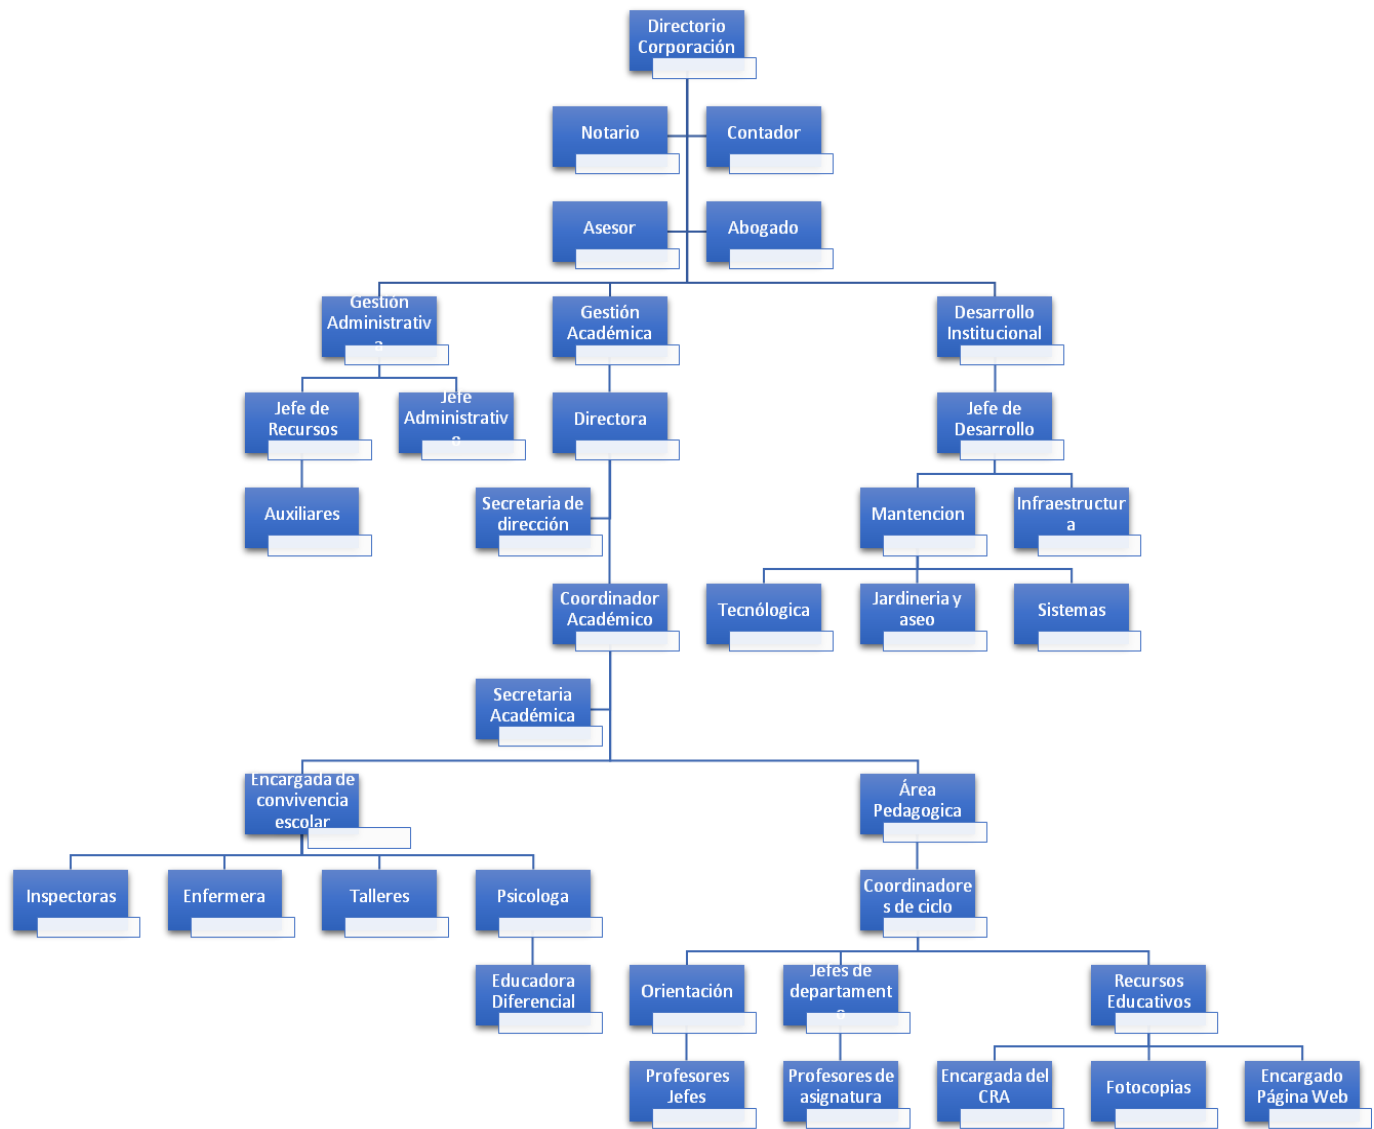 Directorio
Corporación
Notario
Contador
Asesor
Abogado
Gestión
Administrativ
a
Gestión
Académica
Desarrollo
Institucional
Jefe de
Recursos
Jefe
Administrativ
o
Directora
Jefe de
Desarrollo
Auxiliares
Secretaria de
dirección
Mantencion
Infraestructur
a
Coordinador
Académico
Tecnólogica
Jardineria y
aseo
Sistemas
Secretaria
Académica
Encargada de
convivencia
escolar
Área
Pedagogica
Inspectoras
Enfermera
Talleres
Psicologa
Coordinadore
s de ciclo
Educadora
Diferencial
Orientación
Jefes de
departament
o
Recursos
Educativos
Profesores
Jefes
Profesores de
asignatura
Encargada del
CRA
Fotocopias
Encargado
Página Web